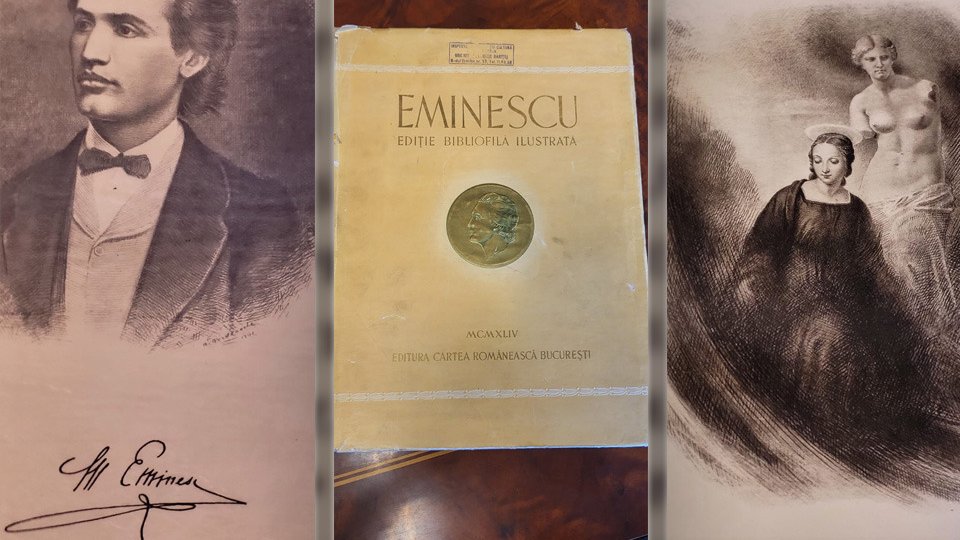 M Eminescu
EMINESCU
EDIȚIE BIBLIOFILĂ ILUSTRATĂ
MCMXLIV
EDITURA CARTEA ROMÂNEASCĂ BUCUREȘTI